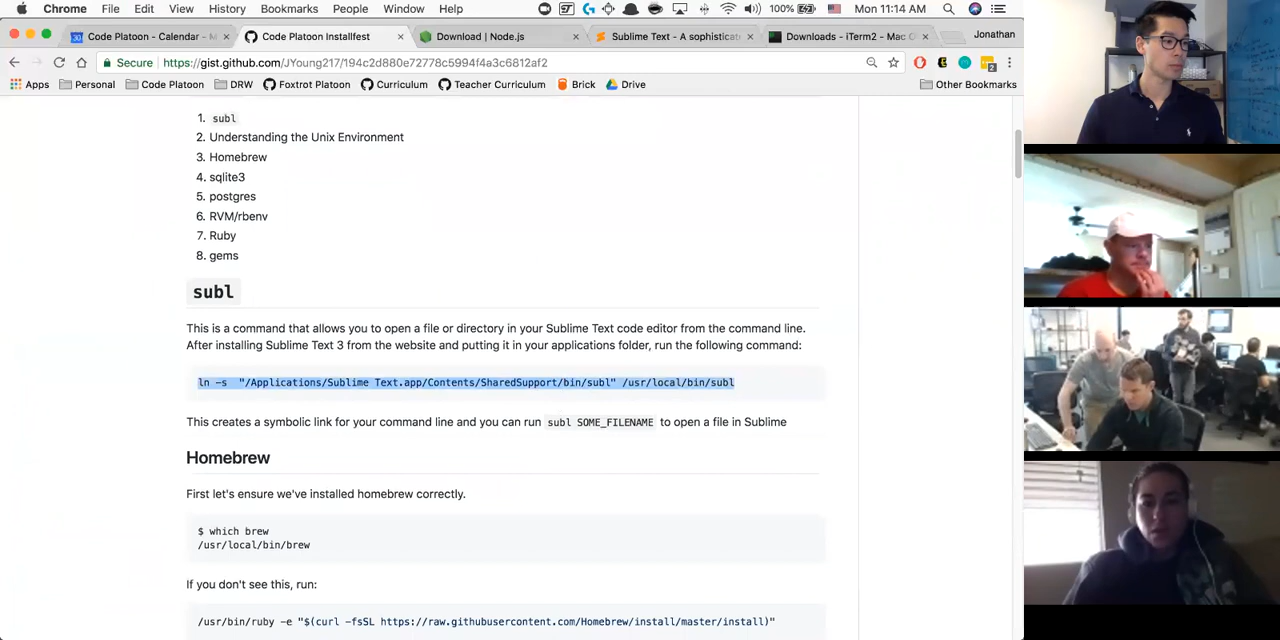 Chrome File Edit View History Bookmarks People Window Help 100% Mon 11:14 AM
Code Platoon - Calendar - M Code Platoon Installfest Download | Node.js Sublime Text - A sophisticat Downloads - iTerm2 - Mac O Jonathan
Secure https://gist.github.com/JYoung217/194c2d880e72778c5994f4a3c6812af2
Apps Personal Code Platoon DRW Foxtrot Platoon Curriculum Teacher Curriculum Brick Drive Other Bookmarks
1. subl
2. Understanding the Unix Environment
3. Homebrew
4. sqlite3
5. postgres
6. RVM/rbenv
7. Ruby
8. gems
subl
This is a command that allows you to open a file or directory in your Sublime Text code editor from the command line.
After installing Sublime Text 3 from the website and putting it in your applications folder, run the following command:
ln -s "/Applications/Sublime Text.app/Contents/SharedSupport/bin/subl" /usr/local/bin/subl
This creates a symbolic link for your command line and you can run subl SOME_FILENAME to open a file in Sublime
Homebrew
First let's ensure we've installed homebrew correctly.
$ which brew
/usr/local/bin/brew
If you don't see this, run:
/usr/bin/ruby -e "$(curl -fsSL https://raw.githubusercontent.com/Homebrew/install/master/install)"